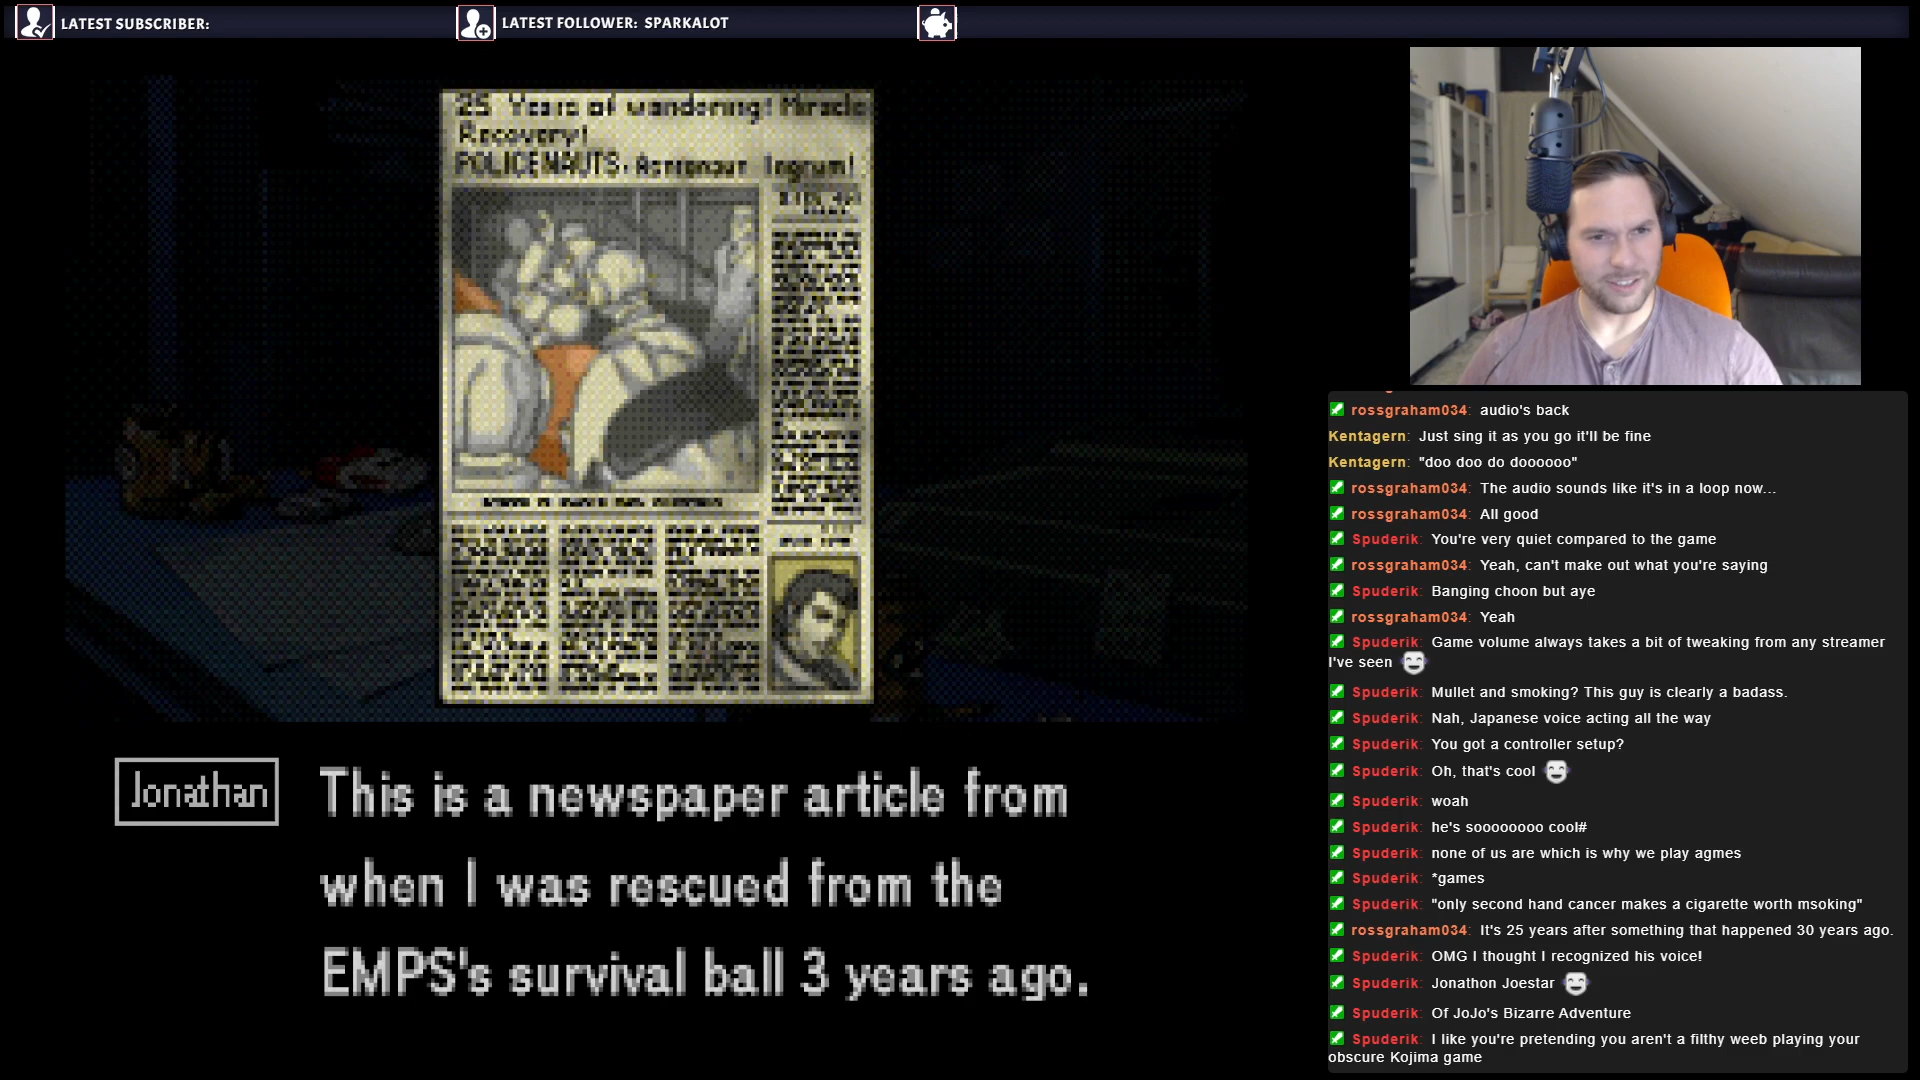 LATEST SUBSCRIBER:
LATEST FOLLOWER: SPARKALOT
25 Years of wandering! Miracle
Recovery!
POLICENAUTS· Astronaut Ingram!
Jonathan
This is a newspaper article from
when I was rescued from the
EMPS's survival ball 3 years ago.
rossgraham034: audio's back
Kentagern: Just sing it as you go it'll be fine
Kentagern: "doo doo do doooooo"
rossgraham034: The audio sounds like it's in a loop now...
rossgraham034: All good
Spuderik: You're very quiet compared to the game
rossgraham034: Yeah, can't make out what you're saying
Spuderik: Banging choon but aye
rossgraham034: Yeah
Spuderik: Game volume always takes a bit of tweaking from any streamer
I've seen
Spuderik: Mullet and smoking? This guy is clearly a badass.
Spuderik: Nah, Japanese voice acting all the way
Spuderik: You got a controller setup?
Spuderik: Oh, that's cool
Spuderik: woah
Spuderik: he's soooooooo cool#
Spuderik: none of us are which is why we play agmes
Spuderik: *games
Spuderik: "only second hand cancer makes a cigarette worth msoking"
rossgraham034: It's 25 years after something that happened 30 years ago.
Spuderik: OMG I thought I recognized his voice!
Spuderik: Jonathon Joestar
Spuderik: Of JoJo's Bizarre Adventure
Spuderik: I like you're pretending you aren't a filthy weeb playing your
obscure Kojima game